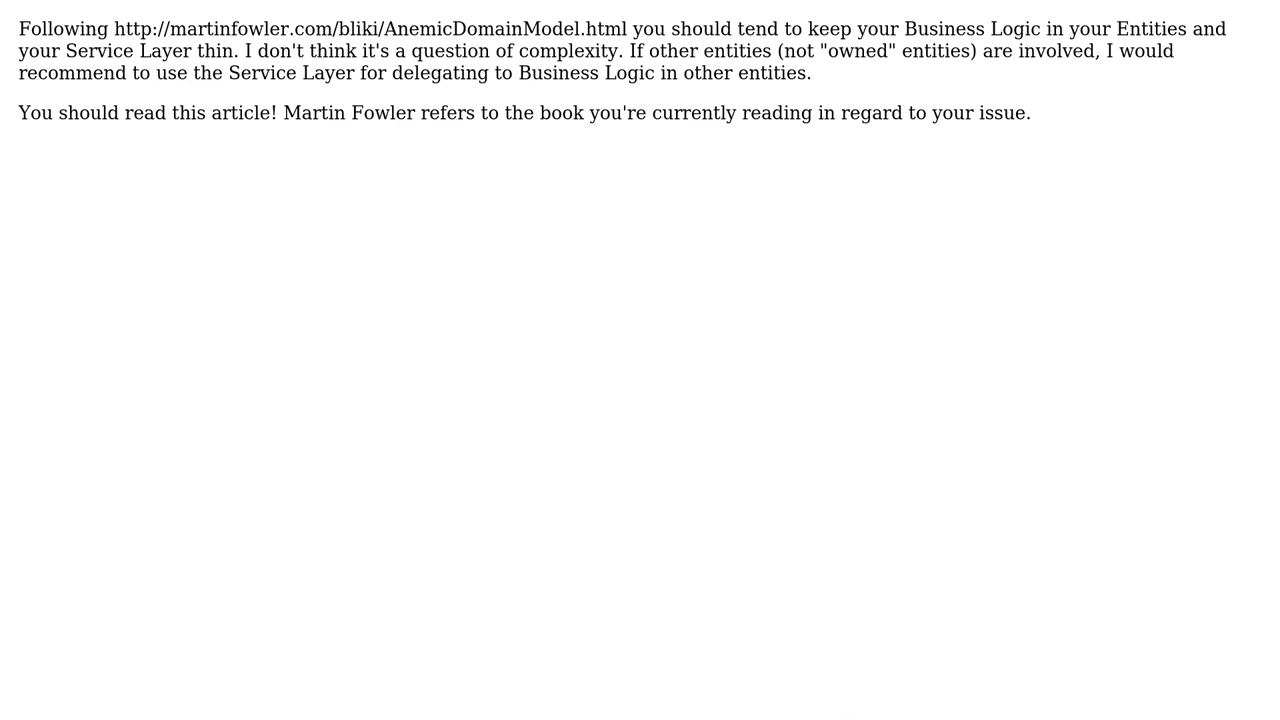 Following http://martinfowler.com/bliki/AnemicDomainModel.html you should tend to keep your Business Logic in your Entities and
your Service Layer thin. I don't think it's a question of complexity. If other entities (not "owned" entities) are involved, I would
recommend to use the Service Layer for delegating to Business Logic in other entities.
You should read this article! Martin Fowler refers to the book you're currently reading in regard to your issue.